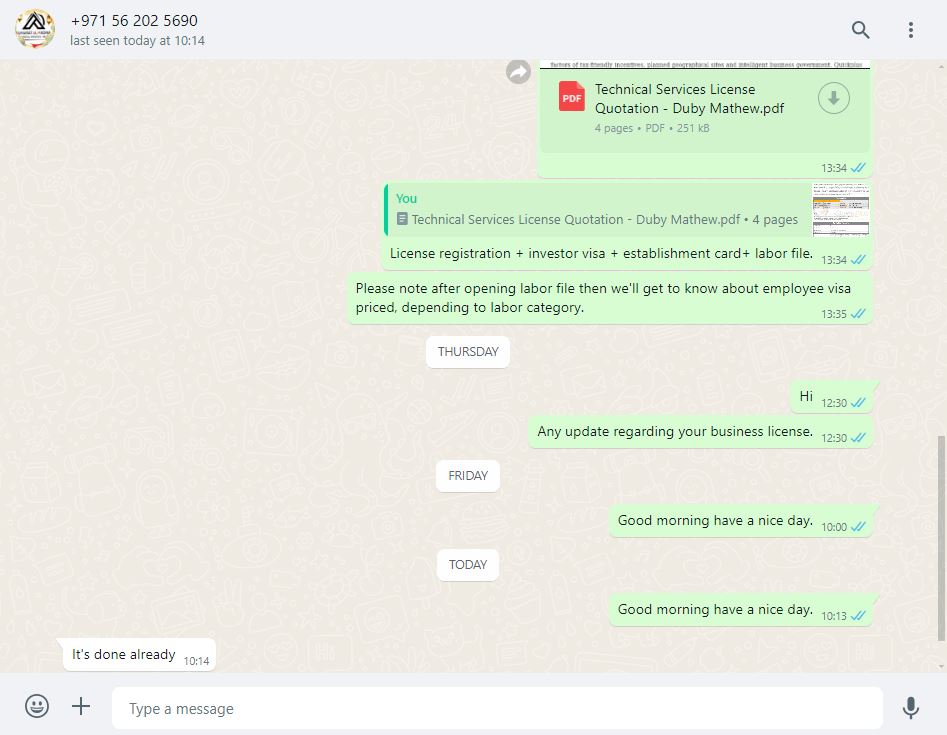 +971 56 202 5690
last seen today at 10:14
factors of tax-friendly incentives, planned geographical sites and intelligent business government. Quickplus
PDF
Technical Services License
Quotation - Duby Mathew.pdf
4 pages • PDF • 251 kB
13:34
You
Technical Services License Quotation - Duby Mathew.pdf • 4 pages
License registration + investor visa + establishment card+ labor file.
13:34
Please note after opening labor file then we'll get to know about employee visa
priced, depending to labor category.
13:35
THURSDAY
Hi
12:30
Any update regarding your business license.
12:30
FRIDAY
Good morning have a nice day.
10:00
TODAY
Good morning have a nice day.
10:13
It's done already
10:14
Type a message